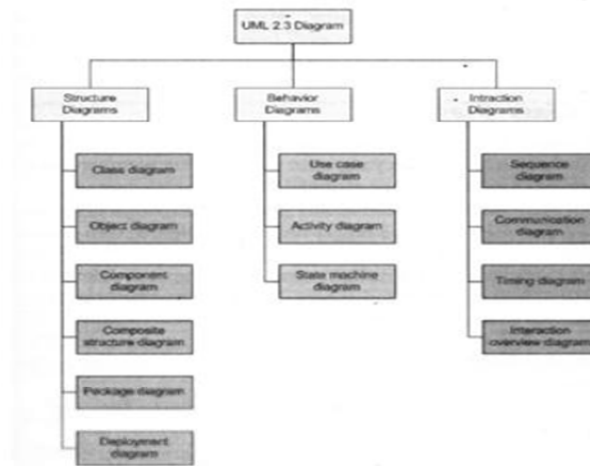 UML 2.3 Diagram
Structure
Diagrams
Behavior
Diagrams
Intraction
Diagrams
Class diagram
Object diagram
Component
diagram
Composite
structure diagram
Package diagram
Deployment
diagram
Use case
diagram
Activity diagram
State machine
diagram
Sequence
diagram
Communication
diagram
Timing diagram
Interaction
overview diagram